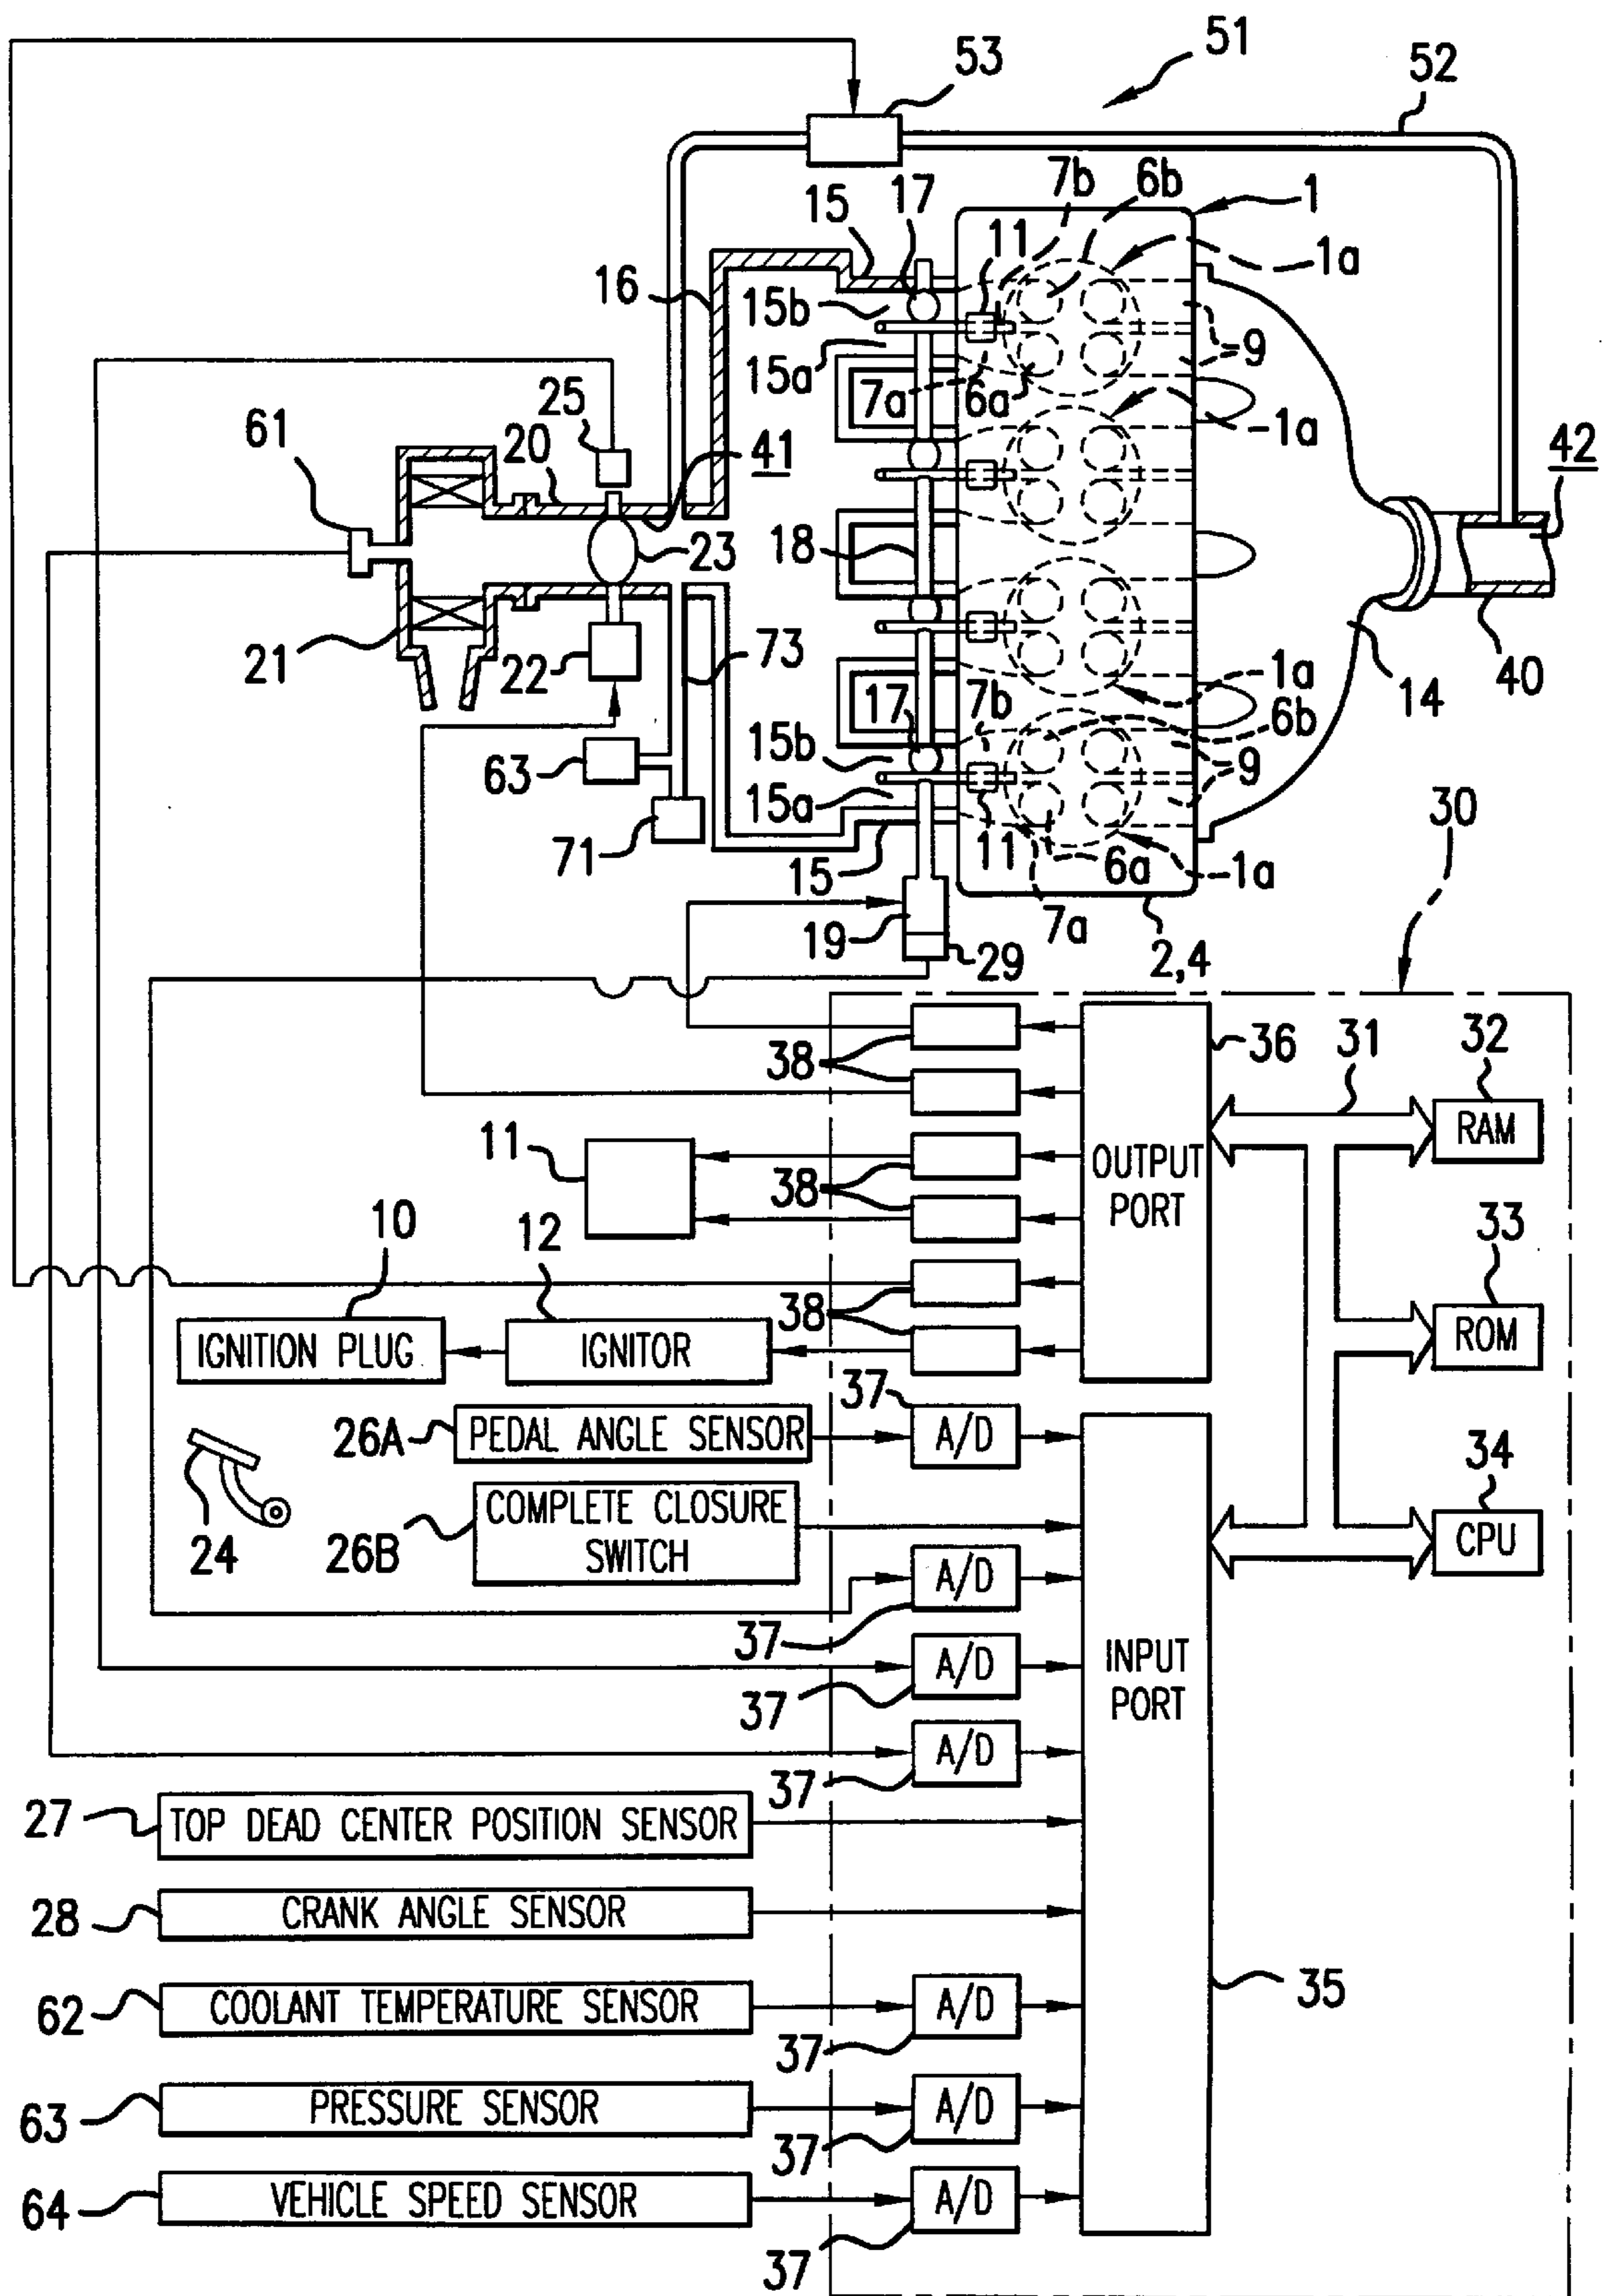 51
53
52
7b 6b
17
15
1
11
1a
16
15b
9
15a
7a
6a
25
1a
61
20
41
42
18
23
21
22
73
1a
14
40
17
7b
6b
15b
63
9
15a
30
71
15
11
6a
1a
7a
19
29
2,4
38
36
31
32
RAM
11
38
OUTPUT
PORT
10
12
33
38
IGNITION PLUG
IGNITOR
ROM
37
26A
PEDAL ANGLE SENSOR
A/D
34
COMPLETE CLOSURE
SWITCH
CPU
24
26B
A/D
37
A/D
INPUT
PORT
37
A/D
37
27
TOP DEAD CENTER POSITION SENSOR
28
CRANK ANGLE SENSOR
35
62
COOLANT TEMPERATURE SENSOR
A/D
37
63
PRESSURE SENSOR
A/D
37
64
VEHICLE SPEED SENSOR
A/D
37